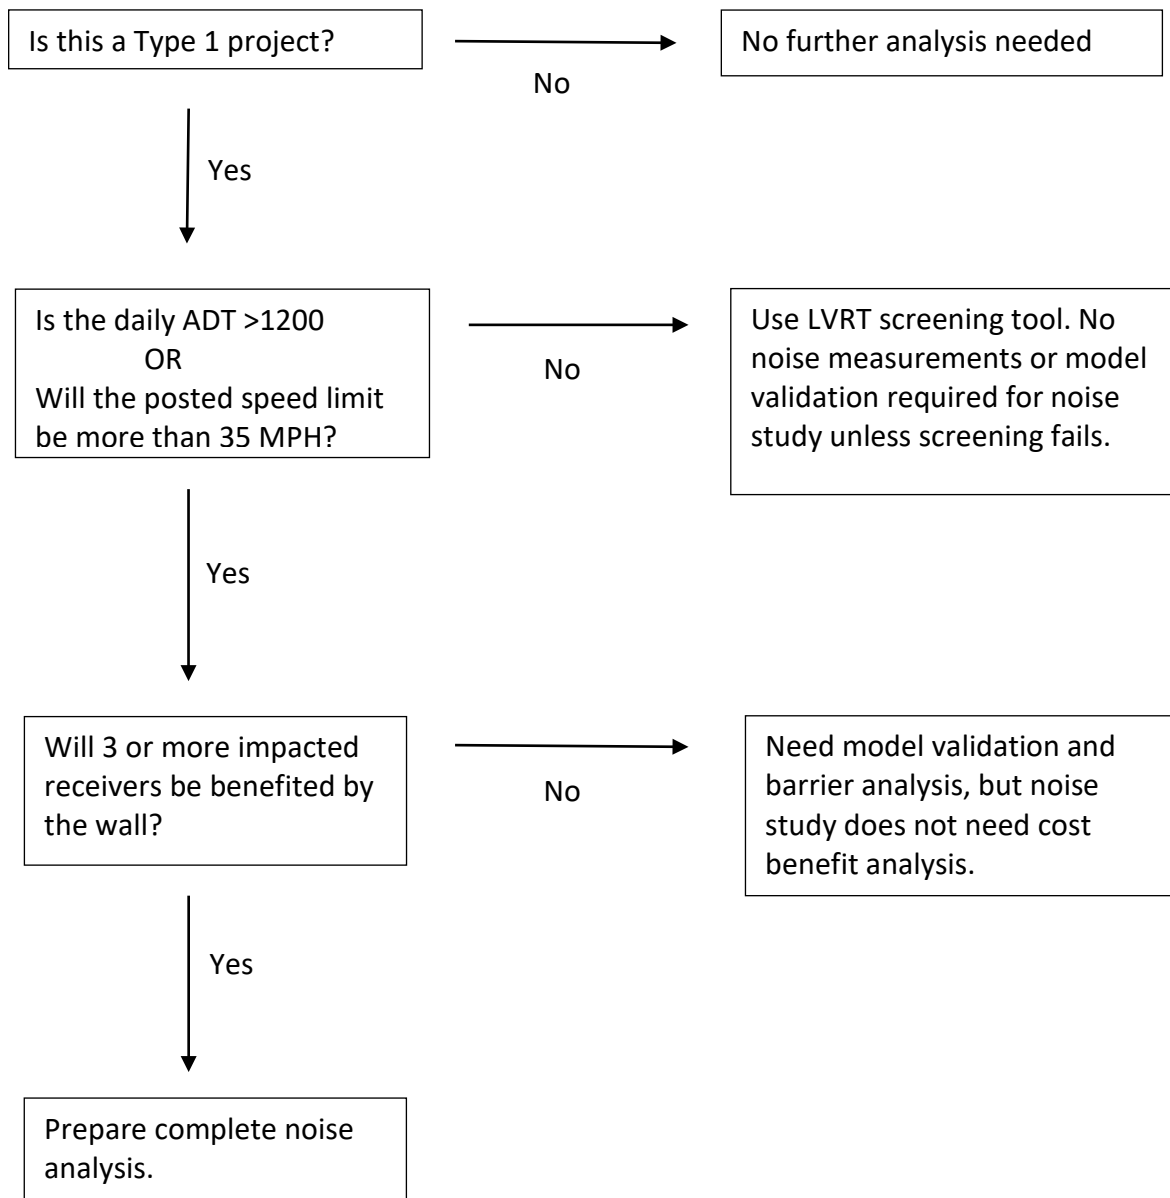 Is this a Type 1 project?
No
No further analysis needed
Yes
Is the daily ADT >1200
OR
Will the posted speed limit
be more than 35 MPH?
No
Use LVRT screening tool. No
noise measurements or model
validation required for noise
study unless screening fails.
Yes
Will 3 or more impacted
receivers be benefited by
the wall?
No
Need model validation and
barrier analysis, but noise
study does not need cost
benefit analysis.
Yes
Prepare complete noise
analysis.